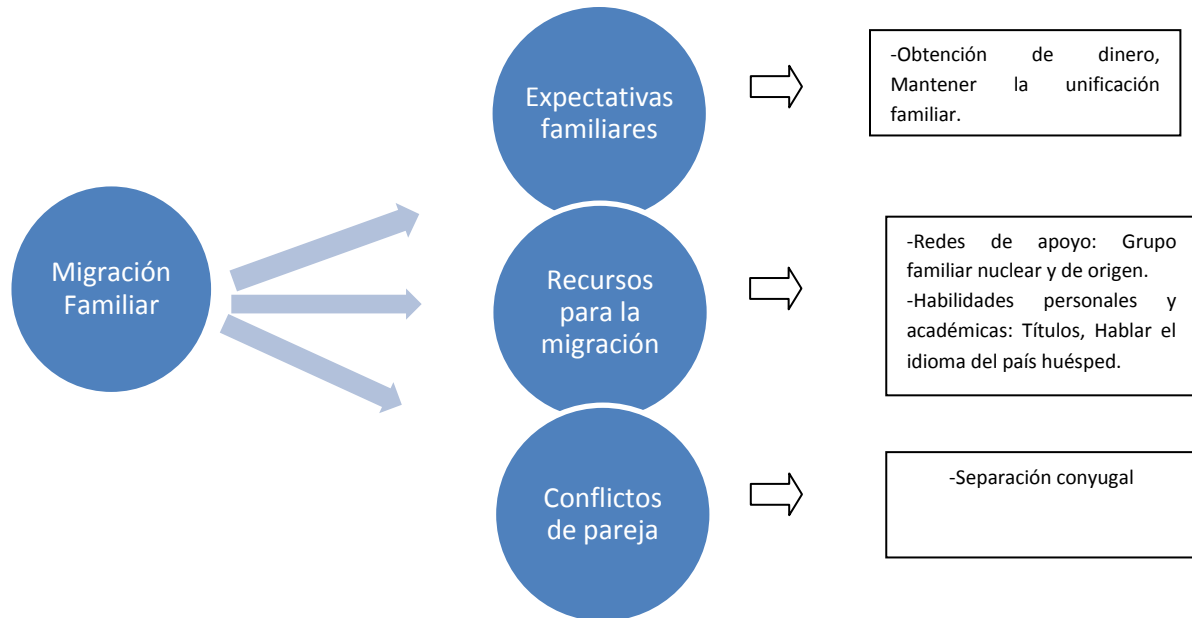 Migración
Familiar
Expectativas
familiares
-Obtención de dinero,
Mantener la unificación
familiar.
Recursos
para la
migración
-Redes de apoyo: Grupo
familiar nuclear y de origen.
-Habilidades personales y
académicas: Títulos, Hablar el
idioma del país huésped.
Conflictos
de pareja
-Separación conyugal